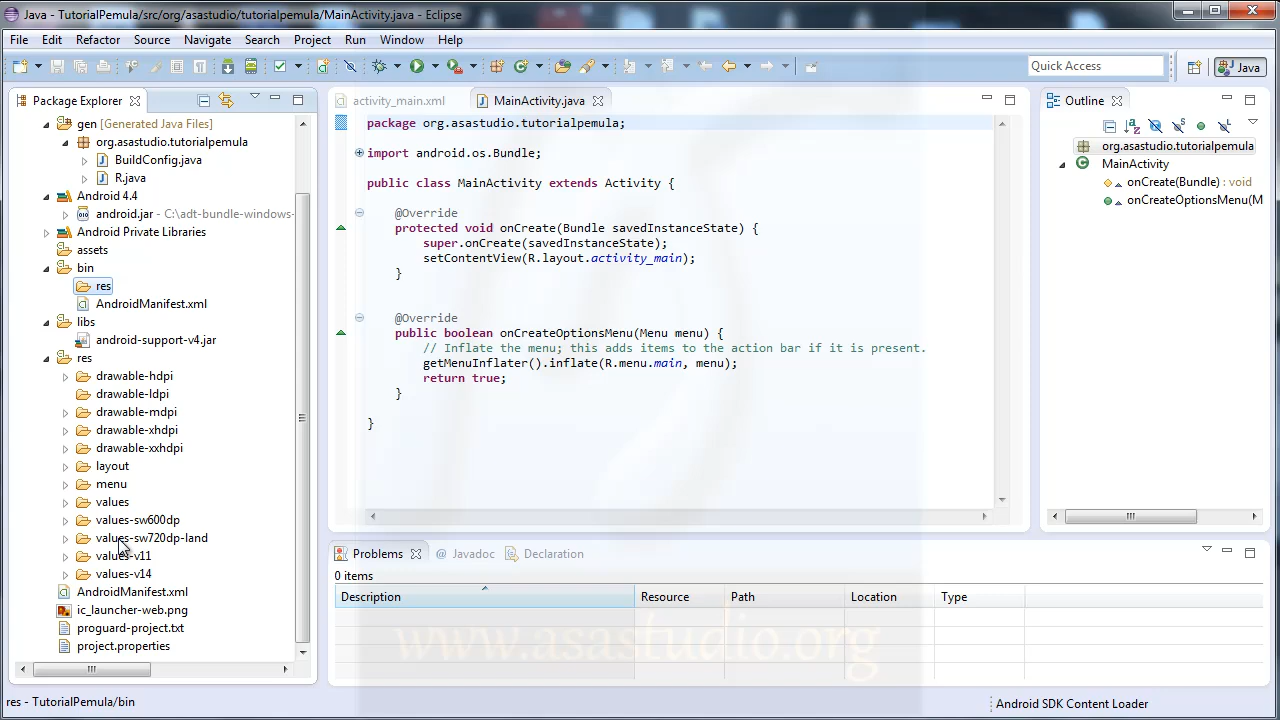 Java - TutorialPemula/src/org/asastudio/tutorialpemula/MainActivity.java - Eclipse
File Edit Refactor Source Navigate Search Project Run Window Help
Quick Access
Java
Package Explorer
gen [Generated Java Files]
org.asastudio.tutorialpemula
BuildConfig.java
R.java
Android 4.4
android.jar - C:\adt-bundle-windows-
Android Private Libraries
assets
bin
res
AndroidManifest.xml
libs
android-support-v4.jar
res
drawable-hdpi
drawable-ldpi
drawable-mdpi
drawable-xhdpi
drawable-xxhdpi
layout
menu
values
values-sw600dp
values-sw720dp-land
values-v11
values-v14
AndroidManifest.xml
ic_launcher-web.png
proguard-project.txt
project.properties
activity_main.xml
MainActivity.java
package org.asastudio.tutorialpemula;
import android.os.Bundle;
public class MainActivity extends Activity {
@Override
protected void onCreate(Bundle savedInstanceState) {
super.onCreate(savedInstanceState);
setContentView(R.layout.activity_main);
}
@Override
public boolean onCreateOptionsMenu(Menu menu) {
// Inflate the menu; this adds items to the action bar if it is present.
getMenuInflater().inflate(R.menu.main, menu);
return true;
}
}
Outline
org.asastudio.tutorialpemula
MainActivity
onCreate(Bundle) : void
onCreateOptionsMenu(M
Problems
Javadoc
Declaration
0 items
Description Resource Path Location Type
www.asastudio.org
res - TutorialPemula/bin
Android SDK Content Loader